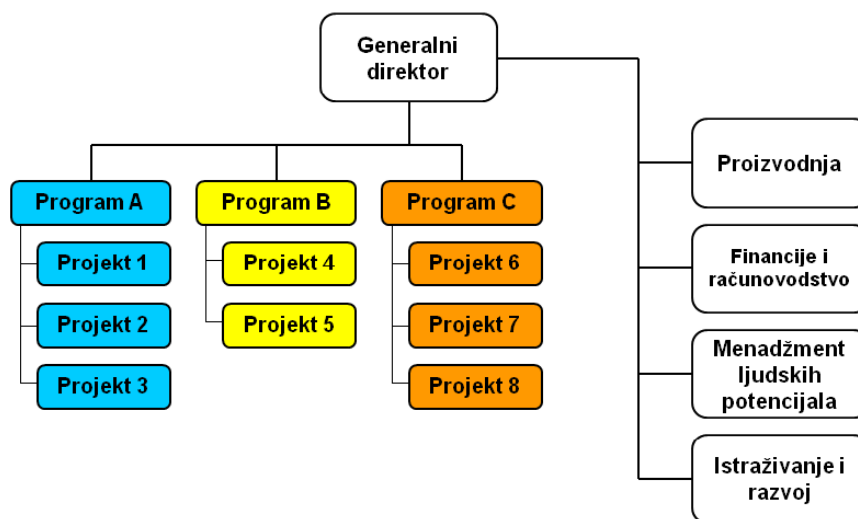 Generalni
direktor
Program A
Projekt 1
Projekt 2
Projekt 3
Program B
Projekt 4
Projekt 5
Program C
Projekt 6
Projekt 7
Projekt 8
Proizvodnja
Financije i
računovodstvo
Menadžment
ljudskih
potencijala
Istraživanje i
razvoj